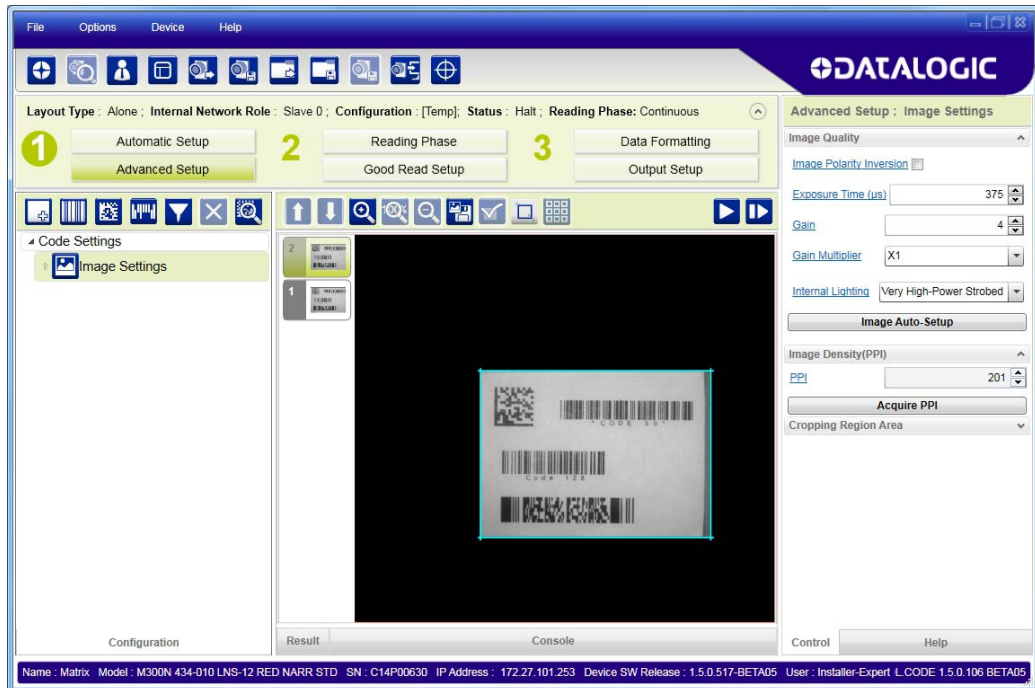 File Options Device Help
DATALOGIC
Layout Type : Alone ; Internal Network Role : Slave 0 ; Configuration : [Temp]; Status : Halt ; Reading Phase: Continuous
1 Automatic Setup 2 Reading Phase 3 Data Formatting
Advanced Setup Good Read Setup Output Setup
Code Settings
Image Settings
2
1
*CODE 39*
Code 128
Configuration
Result Console
Advanced Setup : Image Settings
Image Quality
Image Polarity Inversion
Exposure Time (µs) 375
Gain 4
Gain Multiplier X1
Internal Lighting Very High-Power Strobed
Image Auto-Setup
Image Density(PPI)
PPI 201
Acquire PPI
Cropping Region Area
Control Help
Name : Matrix Model : M300N 434-010 LNS-12 RED NARR STD SN : C14P00630 IP Address : 172.27.101.253 Device SW Release : 1.5.0.517-BETA05 User : Installer-Expert
L.CODE 1.5.0.106 BETA05